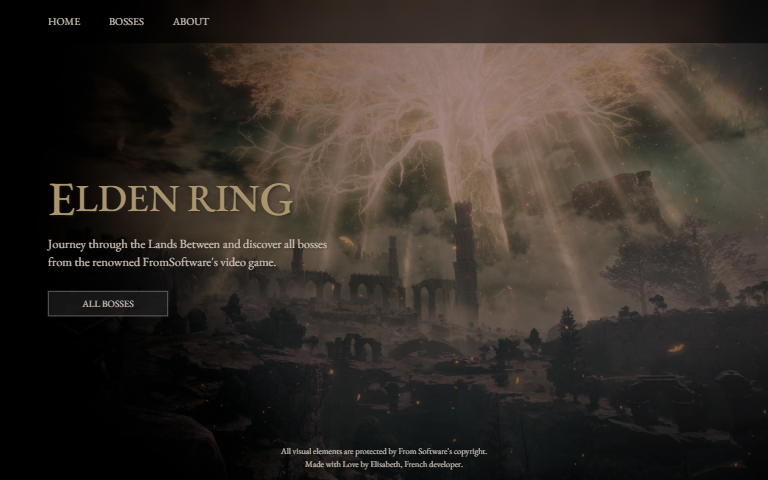 HOME BOSSES ABOUT
ELDEN RING
Journey through the Lands Between and discover all bosses
from the renowned FromSoftware's video game.
ALL BOSSES
All visual elements are protected by From Software's copyright.
Made with Love by Elisabeth, French developer.